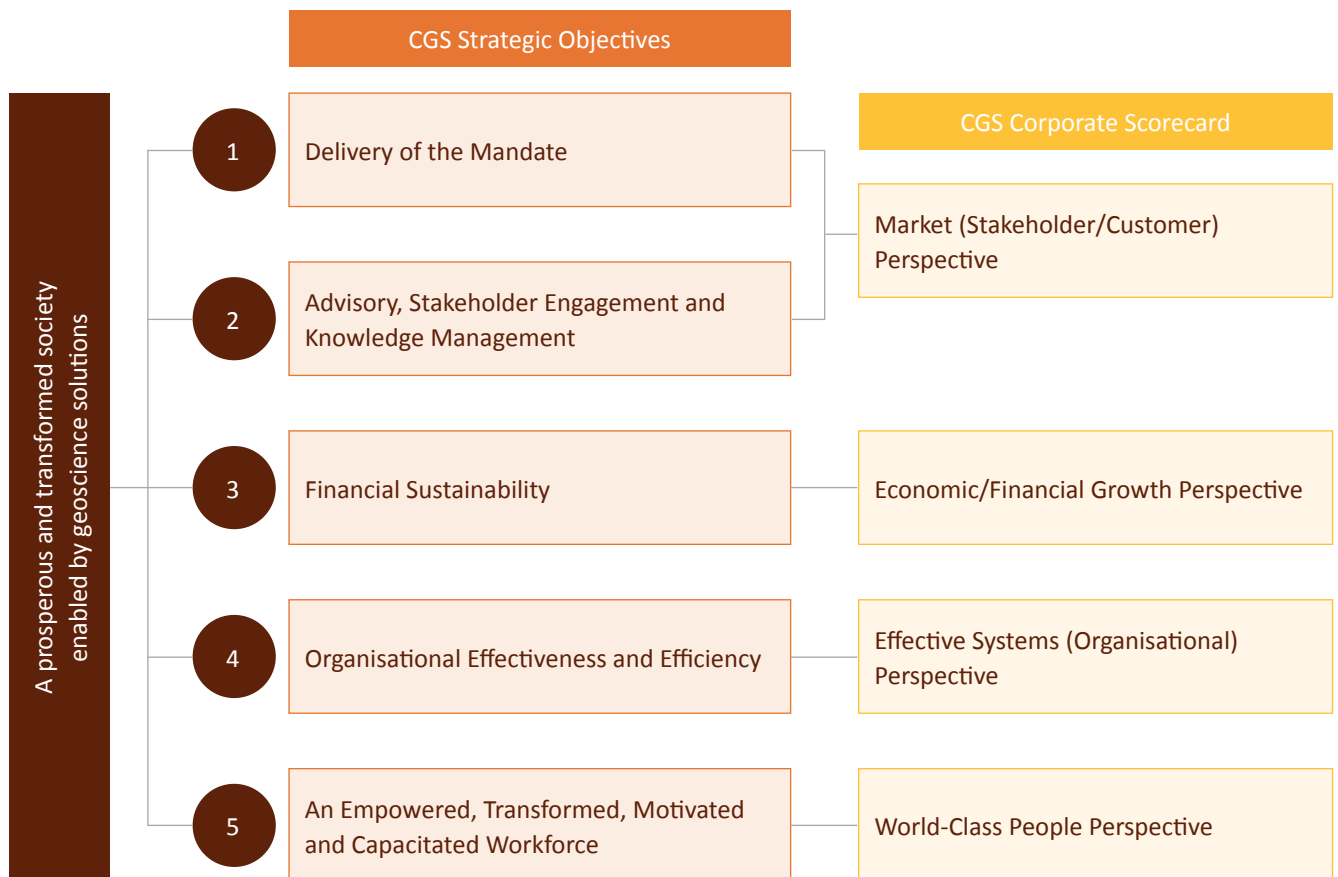 CGS Strategic Objectives
CGS Corporate Scorecard
A prosperous and transformed society
enabled by geoscience solutions
1
Delivery of the Mandate
Market (Stakeholder/Customer)
Perspective
2
Advisory, Stakeholder Engagement and
Knowledge Management
3
Financial Sustainability
Economic/Financial Growth Perspective
4
Organisational Effectiveness and Efficiency
Effective Systems (Organisational)
Perspective
5
An Empowered, Transformed, Motivated
and Capacitated Workforce
World-Class People Perspective